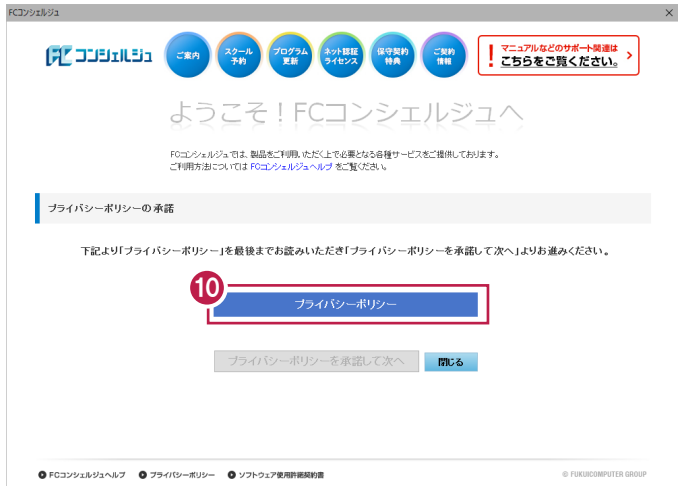 FCコンシェルジュ
FCコンシェルジュ
ご案内
スクール
予約
プログラム
更新
ネット認証
ライセンス
保守契約
特典
ご契約
情報
マニュアルなどのサポート関連は
こちらをご覧ください。
ようこそ！FCコンシェルジュへ
FCコンシェルジュでは、製品をご利用いただく上で必要となる各種サービスをご提供しております。
ご利用方法については FCコンシェルジュヘルプ をご覧ください。
プライバシーポリシーの承諾
下記より「プライバシーポリシー」を最後までお読みいただき「プライバシーポリシーを承諾して次へ」よりお進みください。
10
プライバシーポリシー
プライバシーポリシーを承諾して次へ 閉じる
FCコンシェルジュヘルプ プライバシーポリシー ソフトウェア使用許諾契約書 © FUKUICOMPUTER GROUP